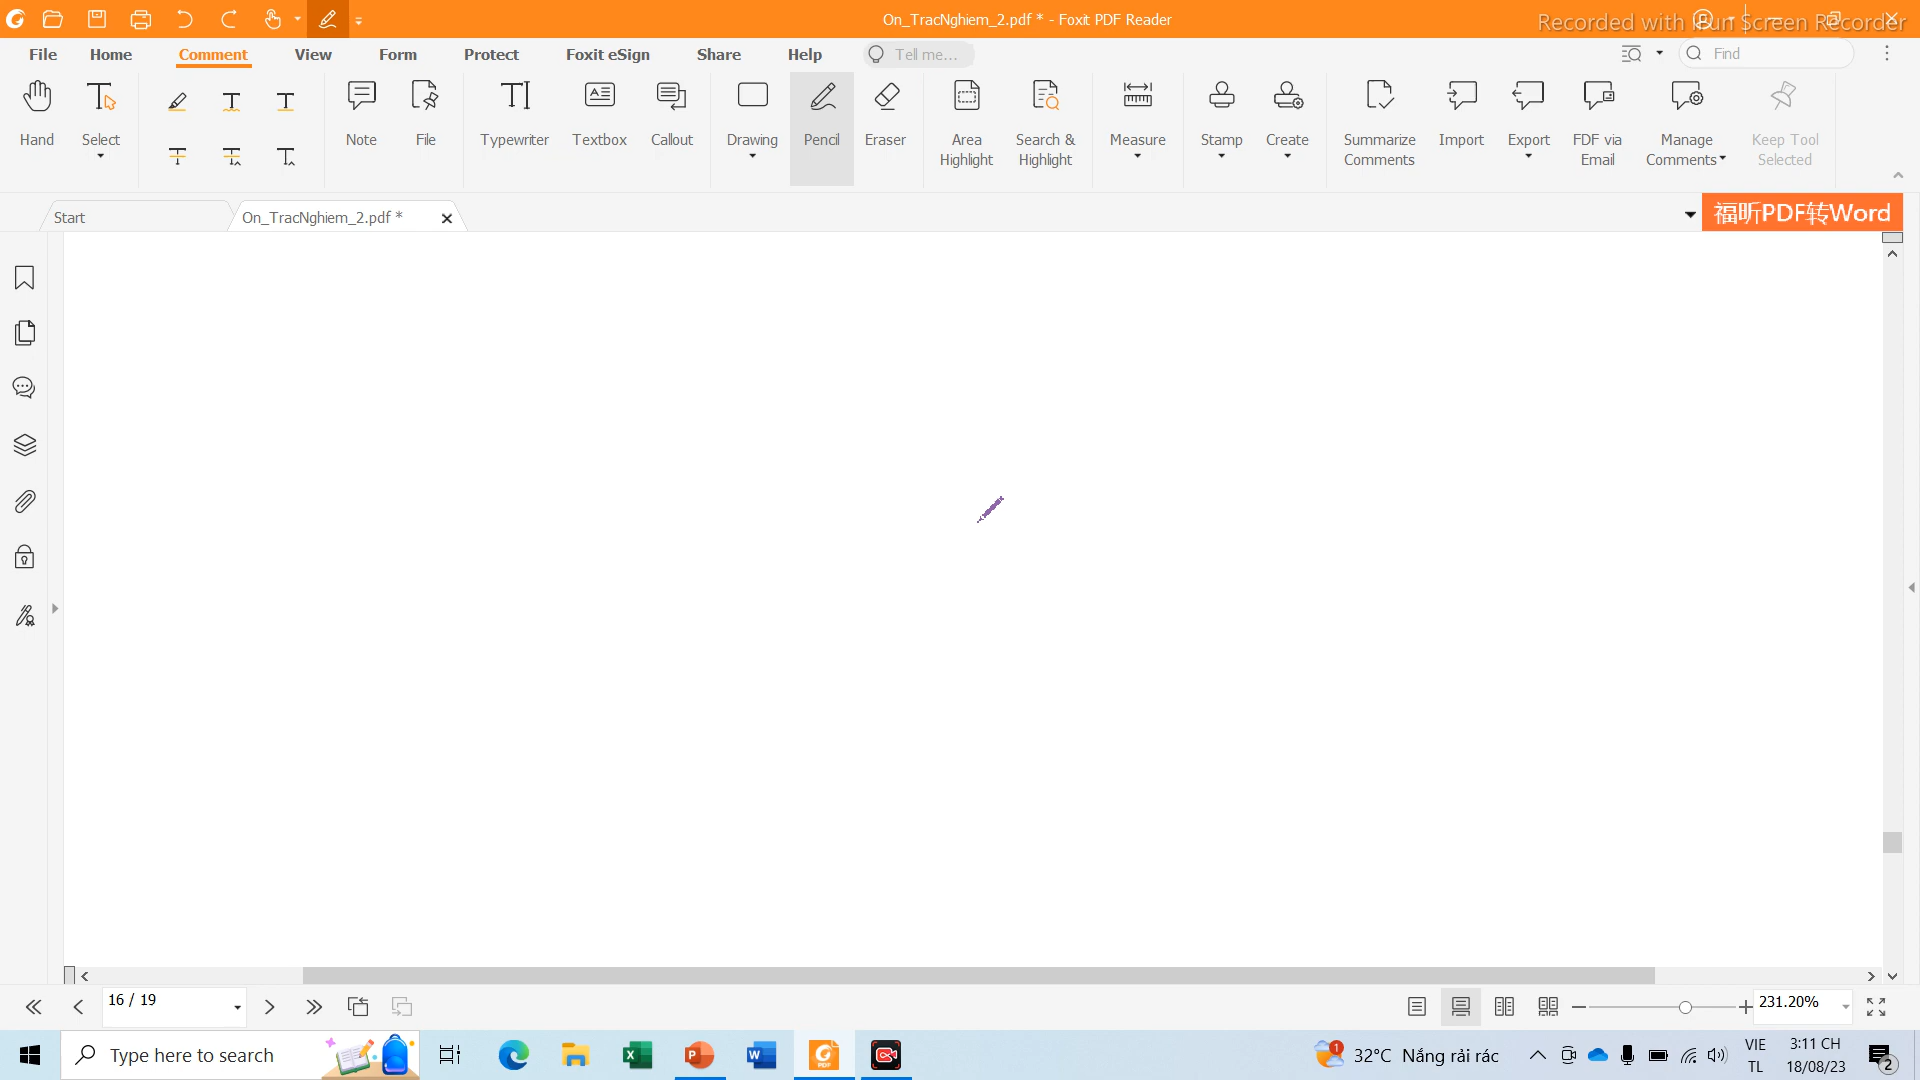 On_TracNghiem_2.pdf * - Foxit PDF Reader
Recorded with iFun Screen Recorder
File Home Comment View Form Protect Foxit eSign Share Help Tell me... Find
Hand Select Note File Typewriter Textbox Callout Drawing Pencil Eraser Area Highlight Search & Highlight Measure Stamp Create Summarize Comments Import Export FDF via Email Manage Comments Keep Tool Selected
Start On_TracNghiem_2.pdf * 福昕PDF转Word
16 / 19 231.20%
Type here to search 32°C Nắng rải rác VIE 3:11 CH
TL 18/08/23 2